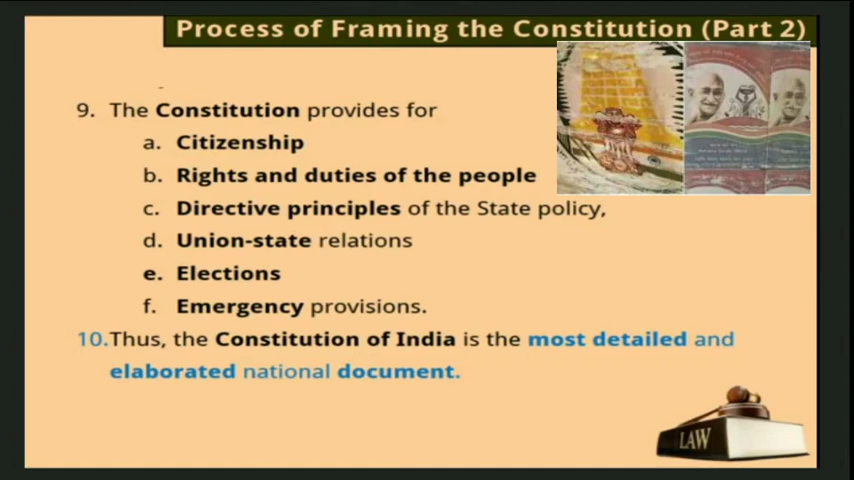 Process of Framing the Constitution (Part 2)
9. The Constitution provides for
a. Citizenship
b. Rights and duties of the people
c. Directive principles of the State policy,
d. Union-state relations
e. Elections
f. Emergency provisions.
10.Thus, the Constitution of India is the most detailed and
elaborated national document.
LAW